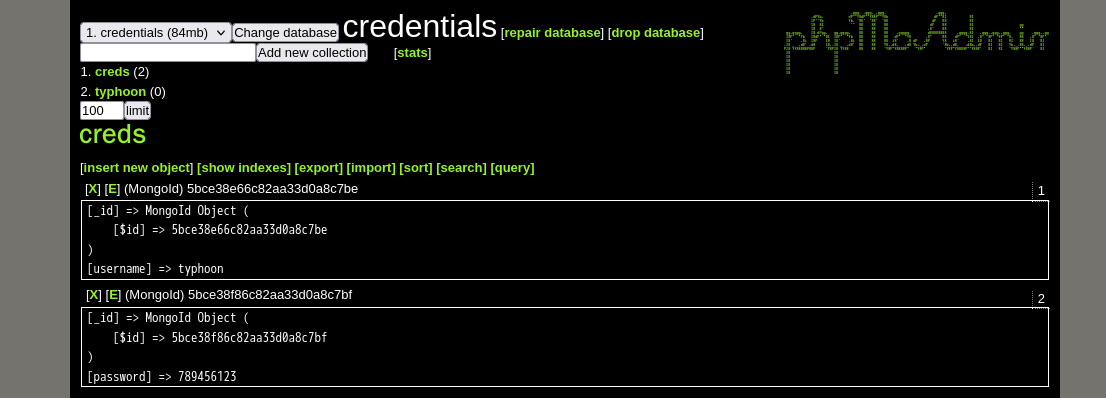 1. credentials (84mb) Change database credentials [repair database] [drop database]
phpMoAdmin
Add new collection [stats]
1. creds (2)
2. typhoon (0)
100 limit
creds
[insert new object] [show indexes] [export] [import] [sort] [search] [query]
[X] [E] (MongoId) 5bce38e66c82aa33d0a8c7be 1
[_id] => MongoId Object (
[$id] => 5bce38e66c82aa33d0a8c7be
)
[username] => typhoon
[X] [E] (MongoId) 5bce38f86c82aa33d0a8c7bf 2
[_id] => MongoId Object (
[$id] => 5bce38f86c82aa33d0a8c7bf
)
[password] => 789456123